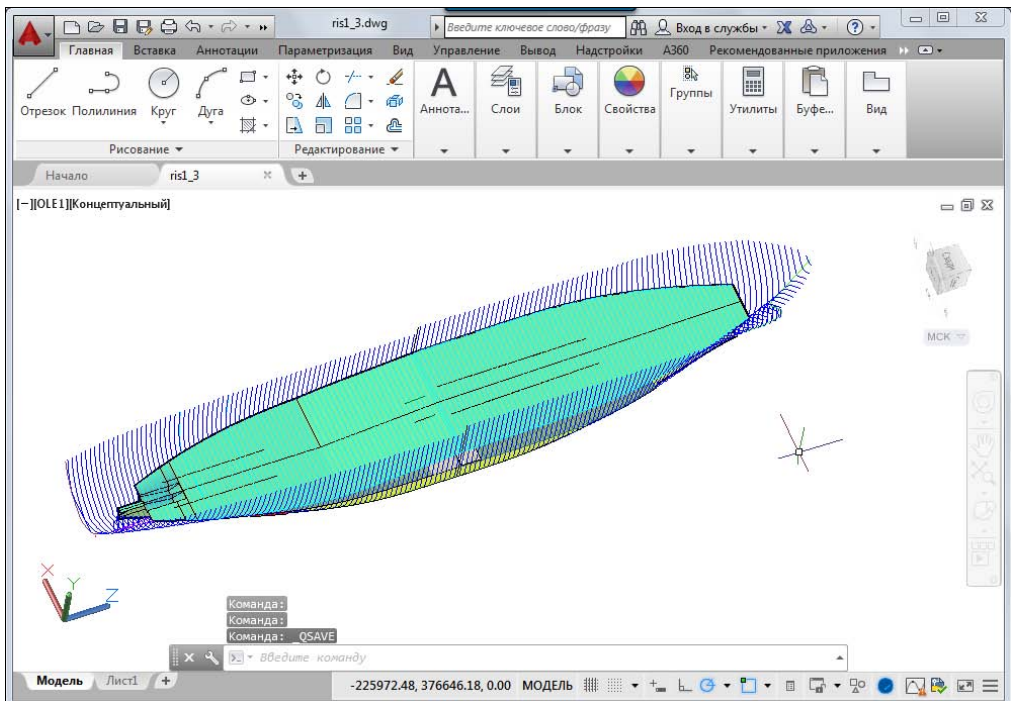 ris1_3.dwg
Введите ключевое слово/фразу
Вход в службы
Главная Вставка Аннотации Параметризация Вид Управление Вывод Надстройки A360 Рекомендованные приложения
Отрезок Полилиния Круг Дуга
Аннота... Слои Блок Свойства Группы Утилиты Буфе... Вид
Рисование Редактирование
Начало ris1_3
[−][OLE1][Концептуальный]
МСК
X Y Z
Команда:
Команда:
Команда: _QSAVE
Введите команду
Модель Лист1 -225972.48, 376646.18, 0.00 МОДЕЛЬ